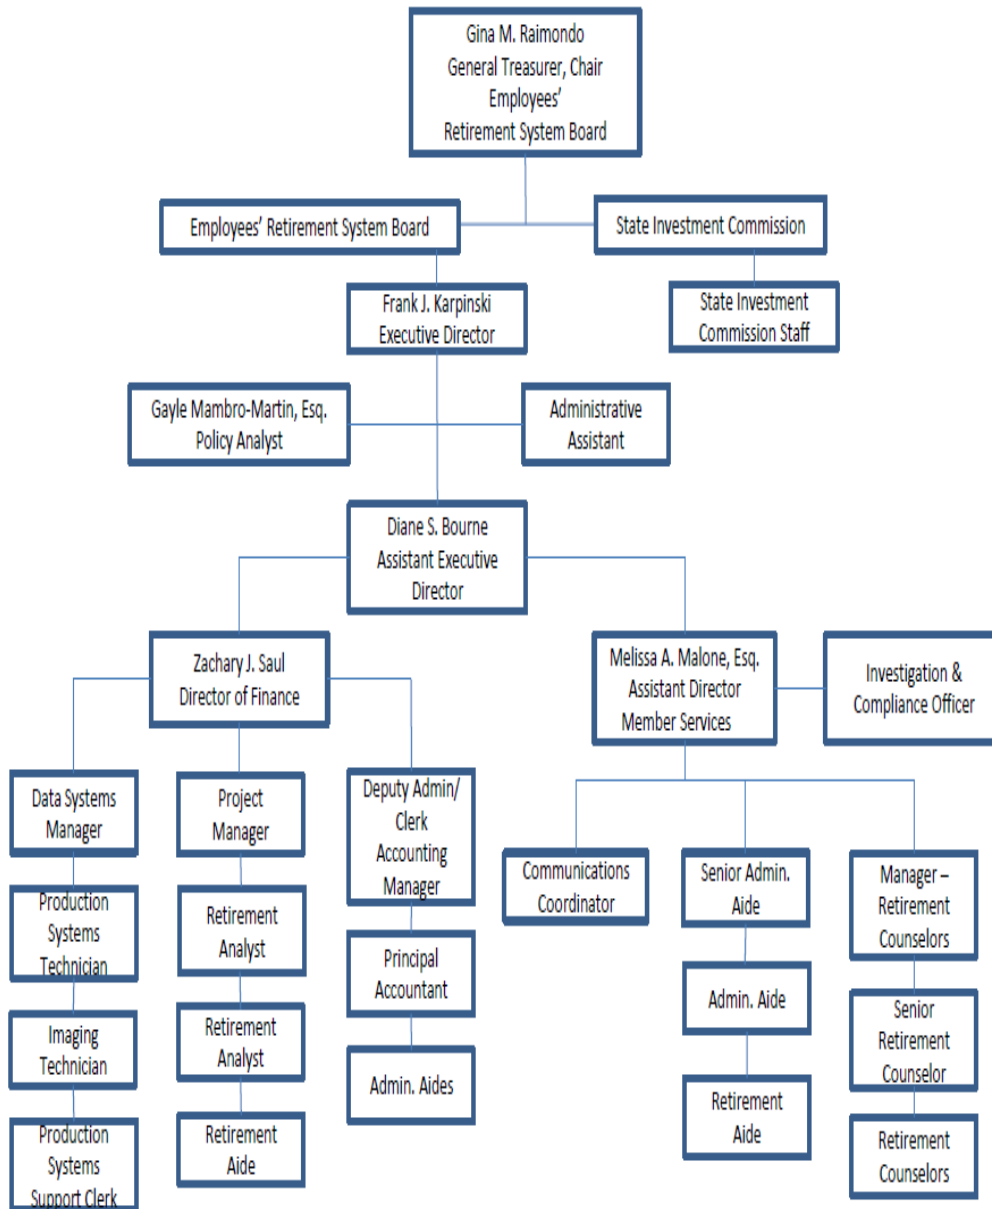 Gina M. Raimondo
General Treasurer, Chair
Employees’
Retirement System Board
Employees’ Retirement System Board
State Investment Commission
Frank J. Karpinski
Executive Director
State Investment
Commission Staff
Gayle Mambro-Martin, Esq.
Policy Analyst
Administrative
Assistant
Diane S. Bourne
Assistant Executive
Director
Zachary J. Saul
Director of Finance
Melissa A. Malone, Esq.
Assistant Director
Member Services
Investigation &
Compliance Officer
Data Systems
Manager
Project
Manager
Deputy Admin/
Clerk
Accounting
Manager
Communications
Coordinator
Senior Admin.
Aide
Manager –
Retirement
Counselors
Production
Systems
Technician
Retirement
Analyst
Principal
Accountant
Admin. Aide
Senior
Retirement
Counselor
Imaging
Technician
Retirement
Analyst
Admin. Aides
Retirement
Aide
Retirement
Counselors
Production
Systems
Support Clerk
Retirement
Aide